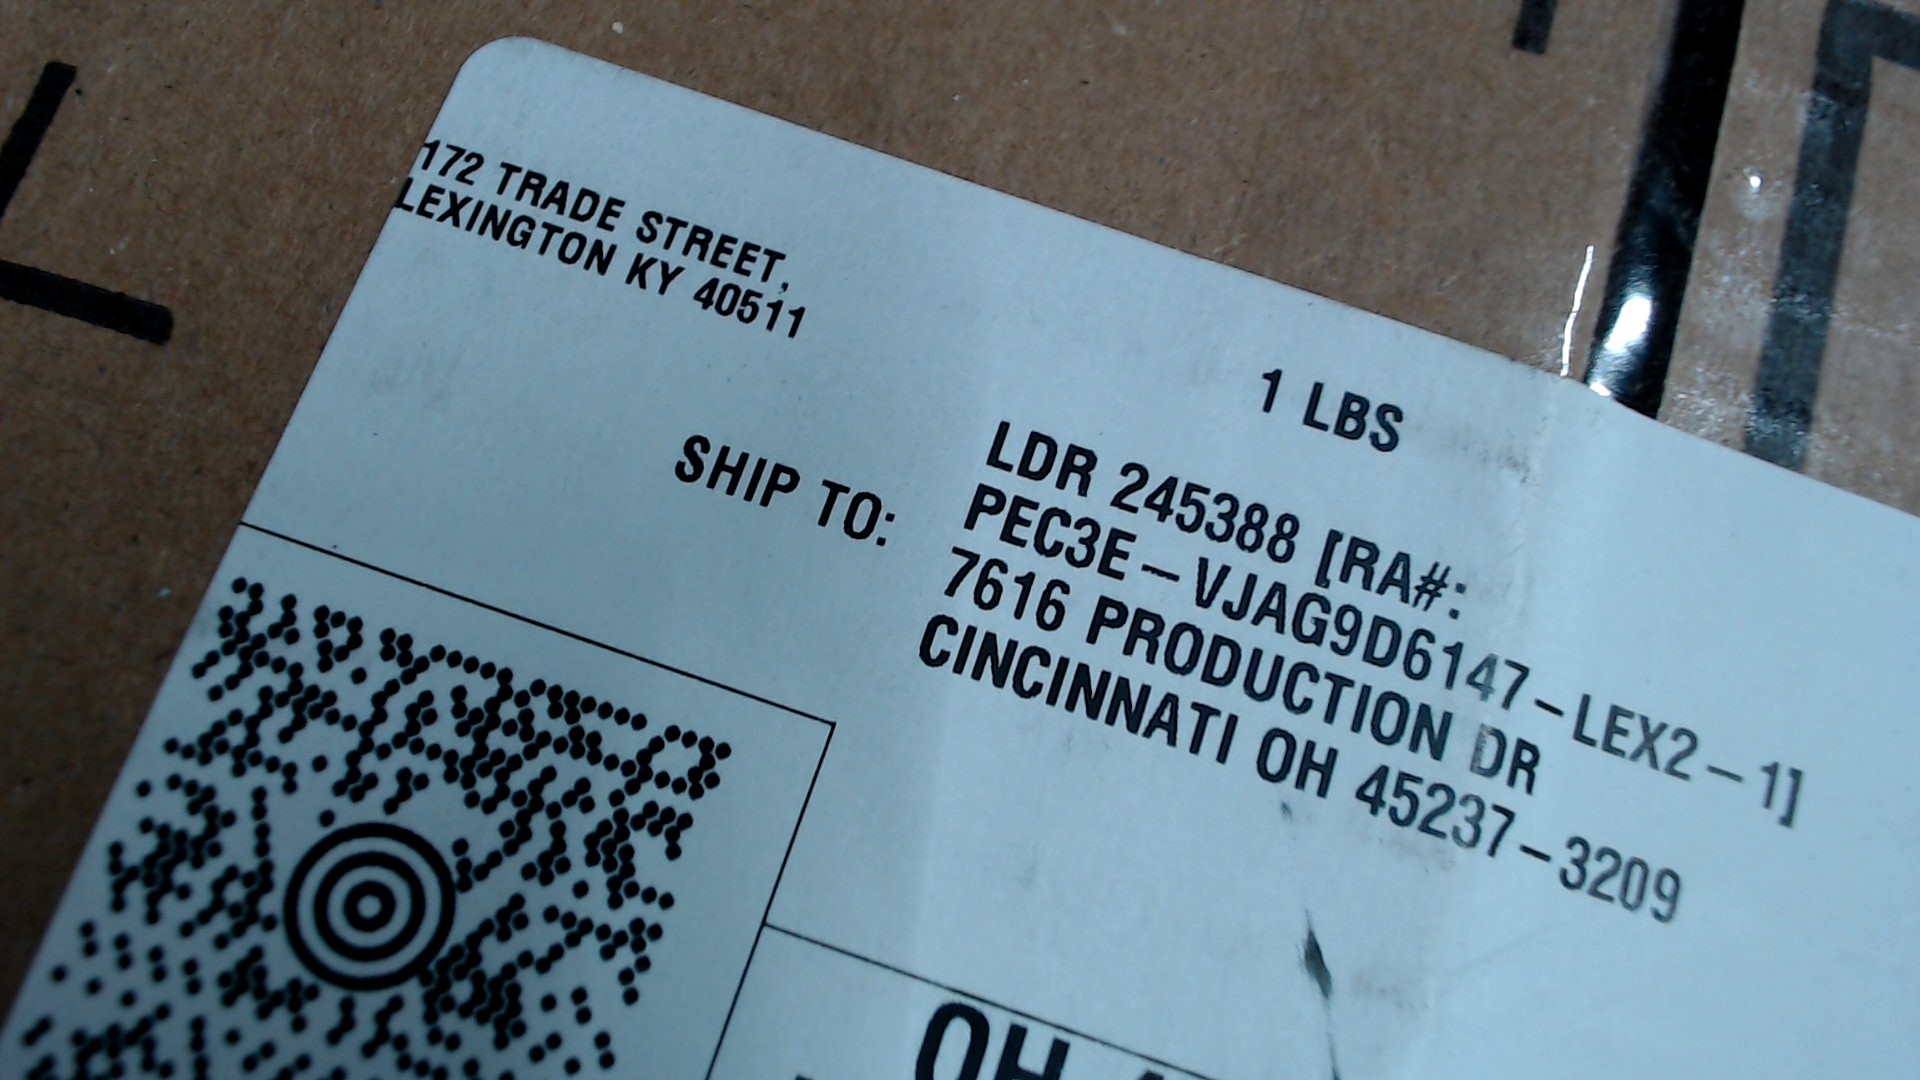 172 TRADE STREET,
LEXINGTON KY 40511
1 LBS
SHIP TO:
LDR 245388 [RA#:
PEC3E-VJAG9D6147-LEX2-1]
7616 PRODUCTION DR
CINCINNATI OH 45237-3209
OH